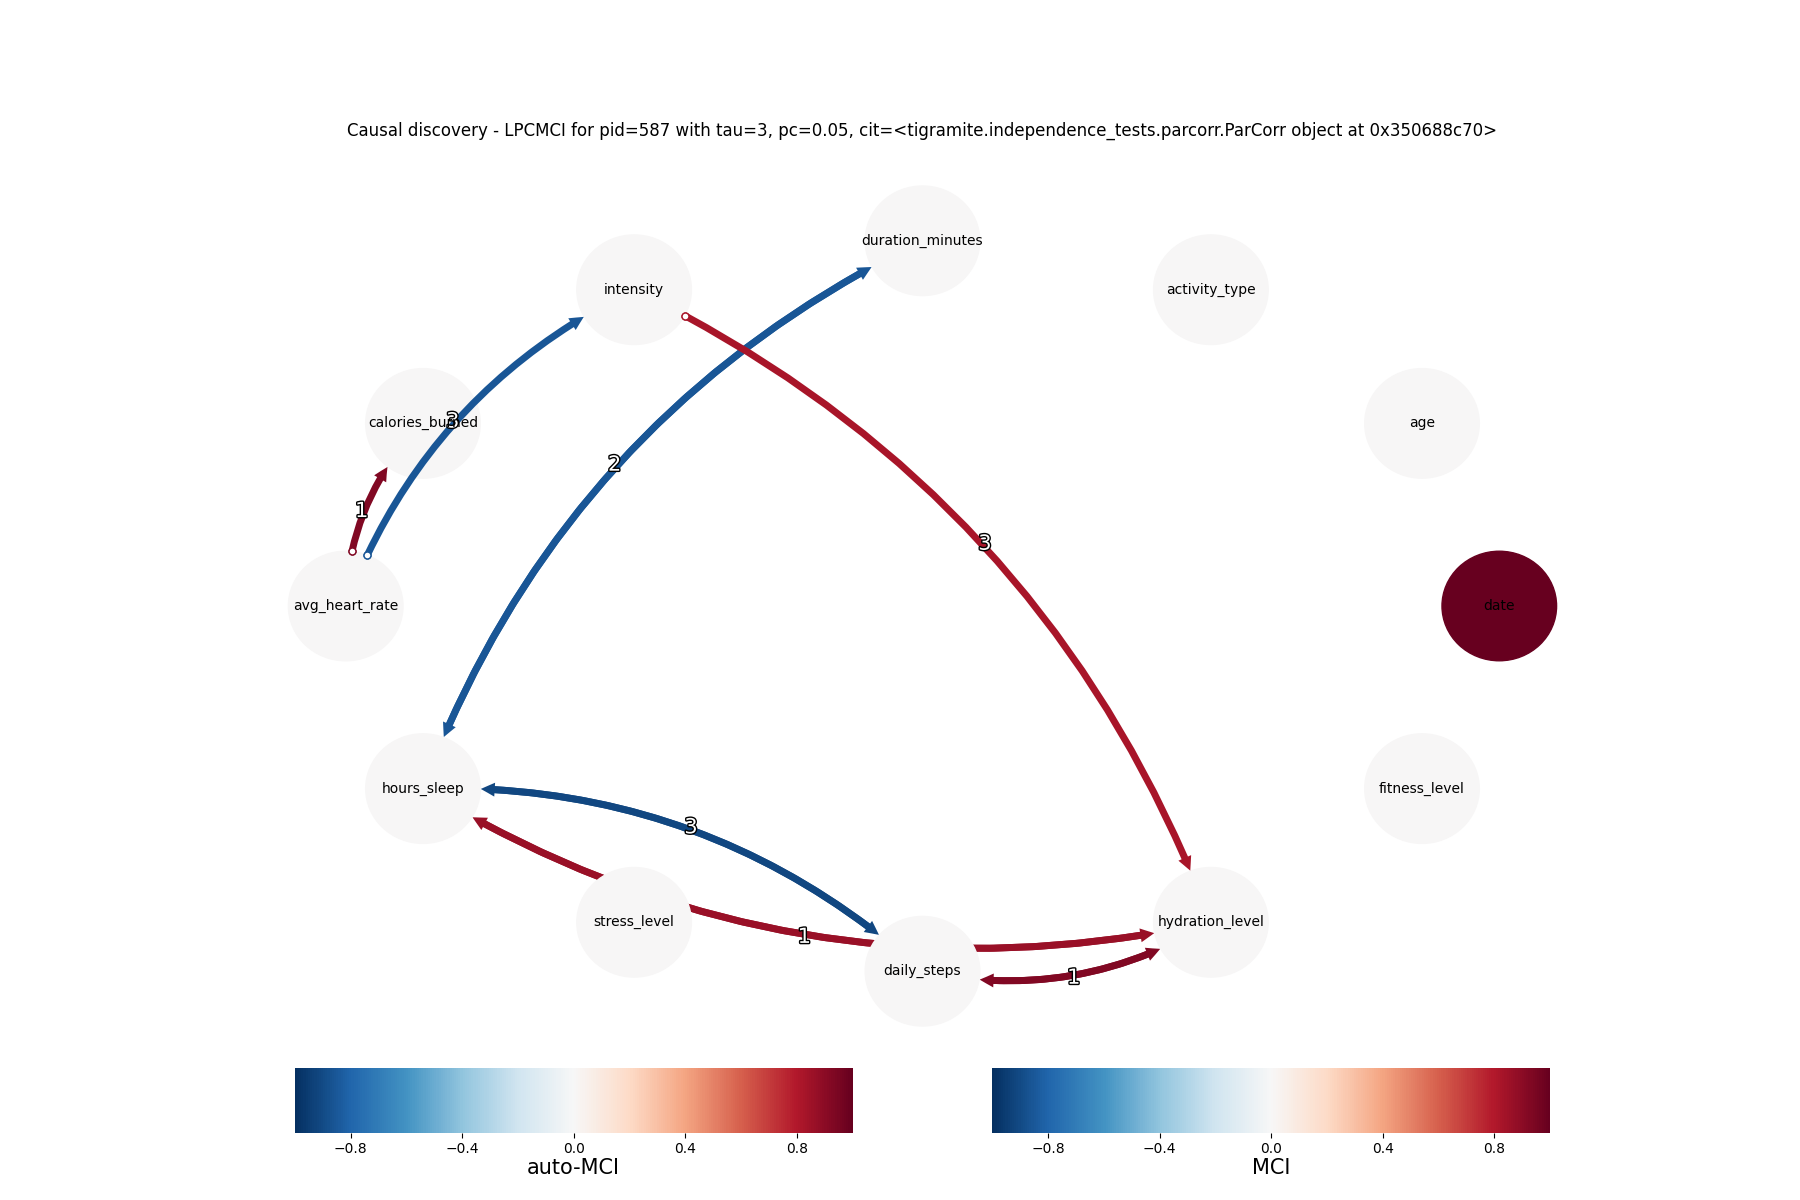 Causal discovery - LPCMCI for pid=587 with tau=3, pc=0.05, cit=<tigramite.independence_tests.parcorr.ParCorr object at 0x350688c70>
duration_minutes
intensity
activity_type
calories_burned
3
age
2
1
3
avg_heart_rate
date
hours_sleep
fitness_level
3
stress_level
1
hydration_level
daily_steps
1
−0.8 −0.4 0.0 0.4 0.8
auto-MCI
−0.8 −0.4 0.0 0.4 0.8
MCI